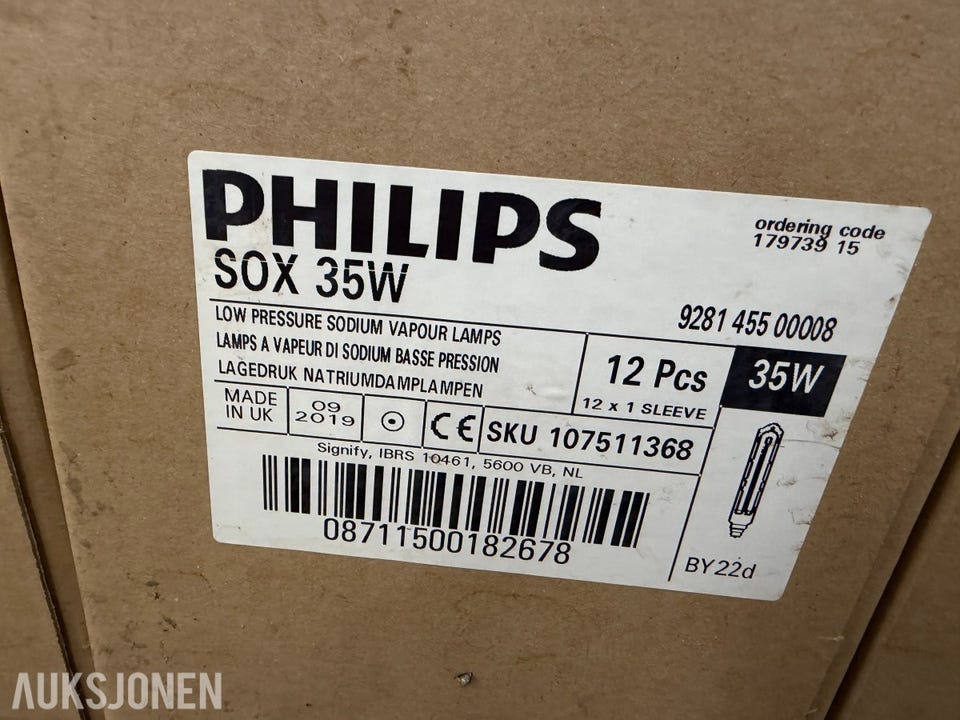 PHILIPS
SOX 35W
ordering code
179739 15
9281 455 00008
LOW PRESSURE SODIUM VAPOUR LAMPS
LAMPS A VAPEUR DI SODIUM BASSE PRESSION
LAGEDRUK NATRIUMDAMPLAMPEN
12 Pcs
12 x 1 SLEEVE
35W
MADE
IN UK
09
2019
CE
SKU 107511368
Signify, IBRS 10461, 5600 VB, NL
08711500182678
BY22d
AUKSJONEN